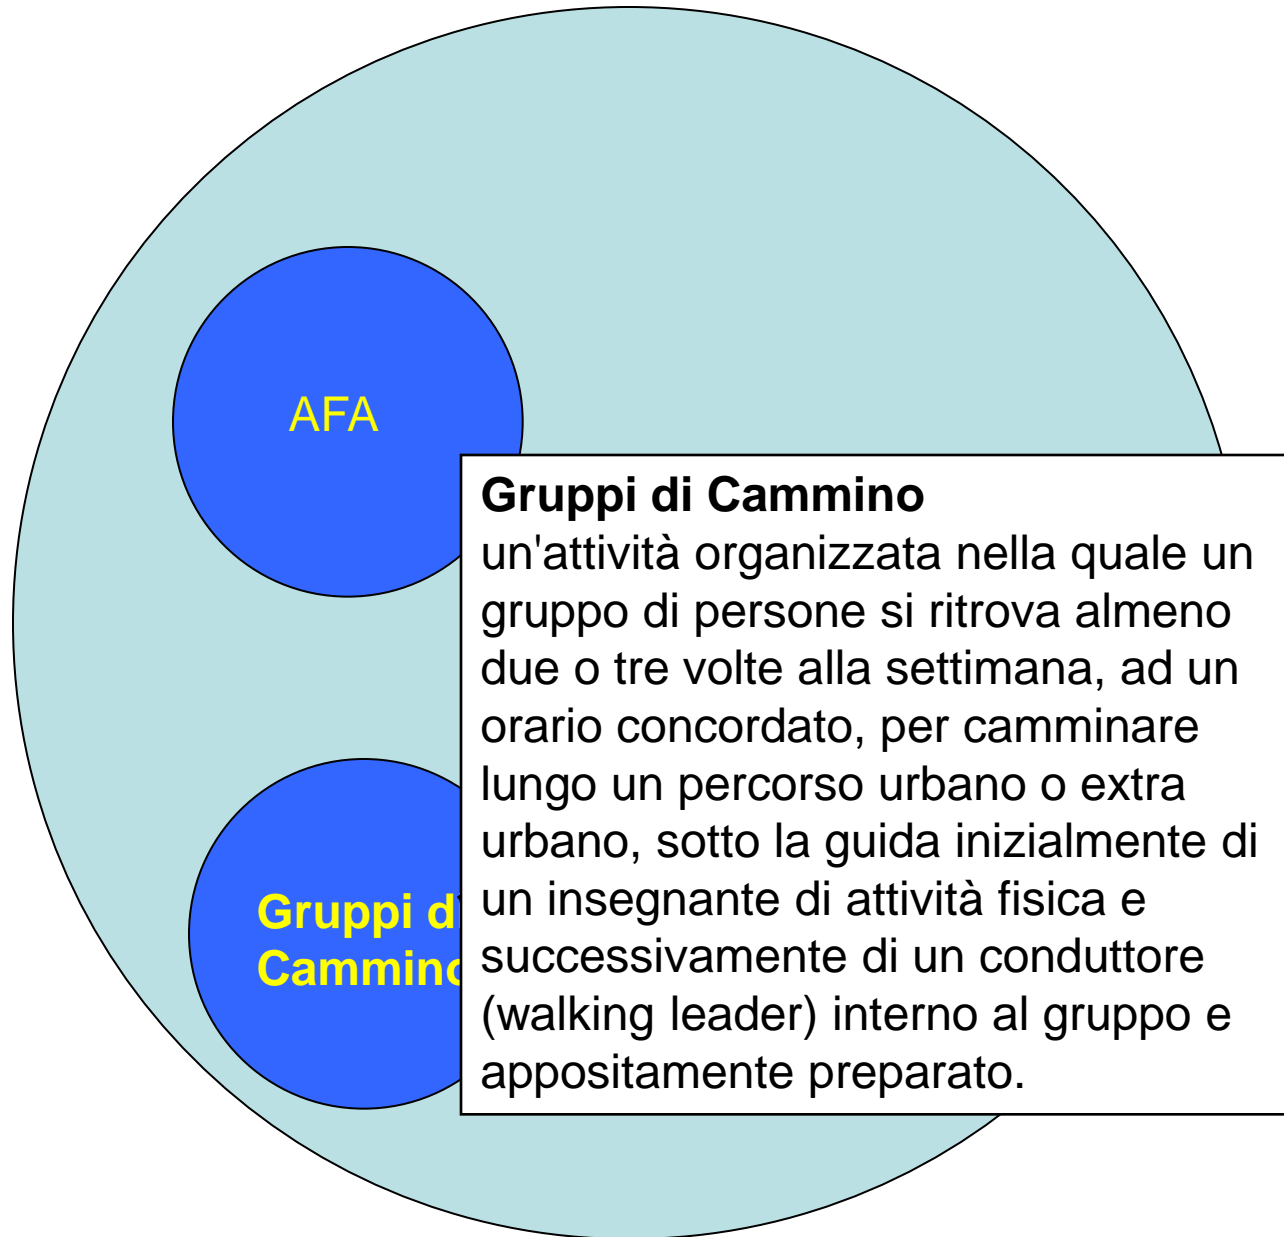 AFA
Gruppi di Cammino
un'attività organizzata nella quale un
gruppo di persone si ritrova almeno
due o tre volte alla settimana, ad un
orario concordato, per camminare
lungo un percorso urbano o extra
urbano, sotto la guida inizialmente di
un insegnante di attività fisica e
successivamente di un conduttore
(walking leader) interno al gruppo e
appositamente preparato.
Gruppi di
Cammino